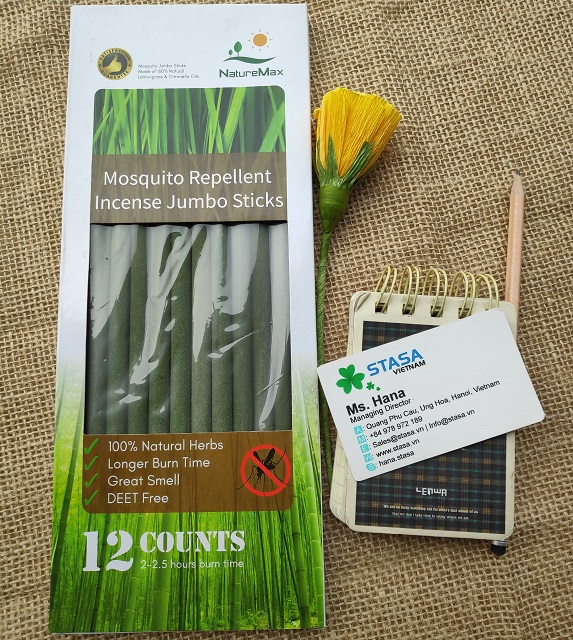 Mosquito Jumbo Sticks
Made of 100% Natural
Lemongrass & Citronella Oils
NatureMax
Mosquito Repellent
Incense Jumbo Sticks
100% Natural Herbs
Longer Burn Time
Great Smell
DEET Free
12 COUNTS
2-2.5 hours burn time
STASA
VIETNAM
Ms. Hana
Managing Director
A: Quang Phu Cau, Ung Hoa, Hanoi, Vietnam
M: +84 978 972 189
E: Sales@stasa.vn | Info@stasa.vn
W: www.stasa.vn
S: hana.stasa
LENWA